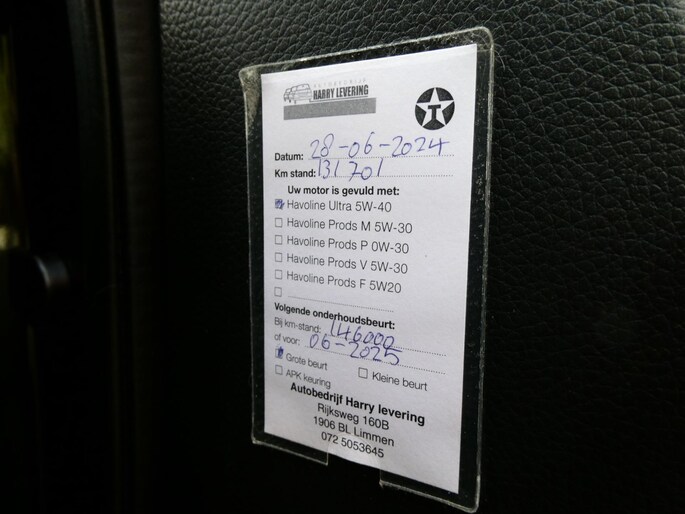 AUTOBEDRIJF
HARRY LEVERING
T
Datum: 28-06-2024
Km stand: 131701
Uw motor is gevuld met:
Havoline Ultra 5W-40
Havoline Prods M 5W-30
Havoline Prods P 0W-30
Havoline Prods V 5W-30
Havoline Prods F 5W20
Volgende onderhoudsbeurt:
Bij km-stand: 146000
of voor: 06-2025
Grote beurt Kleine beurt
APK keuring
Autobedrijf Harry levering
Rijksweg 160B
1906 BL Limmen
072 5053645